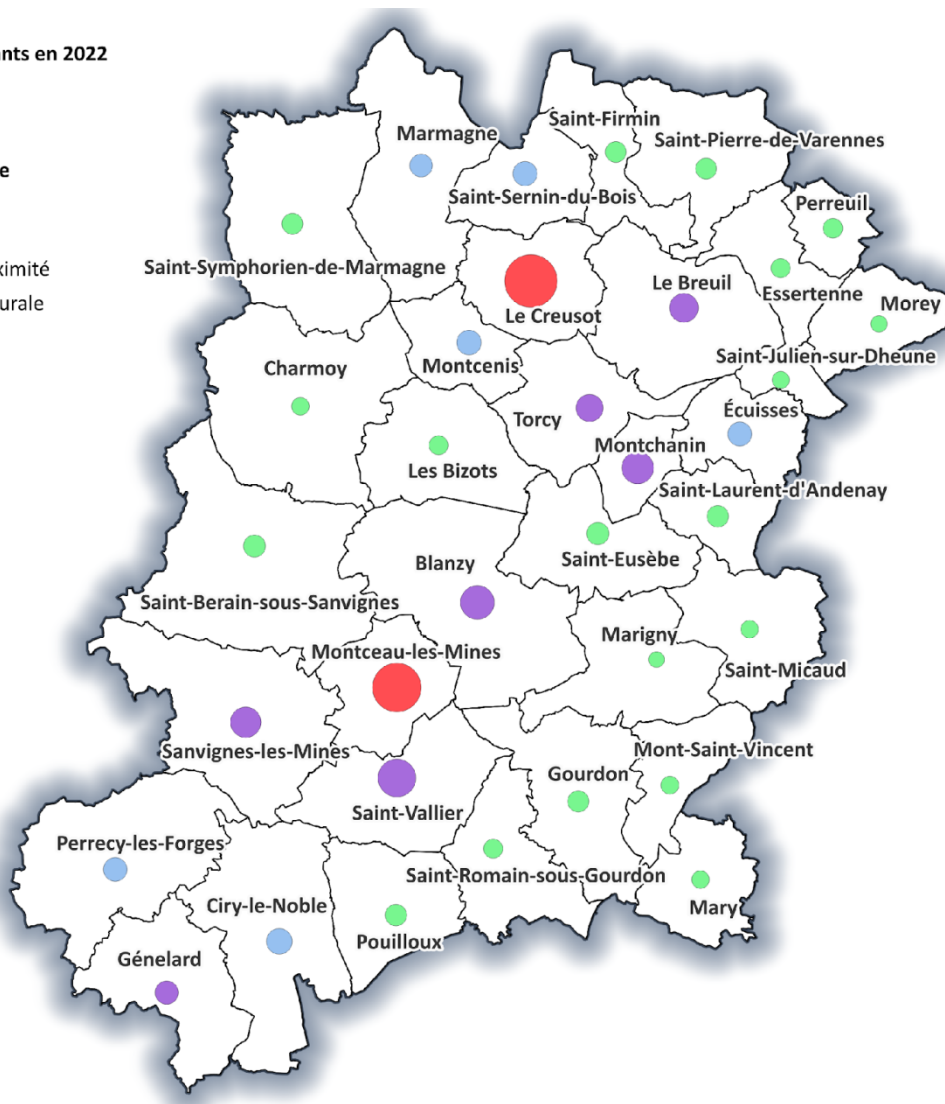 nts en 2022
e
ximité
urale
Marmagne
Saint-Firmin
Saint-Pierre-de-Varennes
Saint-Sernin-du-Bois
Perreuil
Saint-Symphorien-de-Marmagne
Le Creusot
Le Breuil
Essertenne
Morey
Montcenis
Saint-Julien-sur-Dheune
Charmoy
Torcy
Écuisses
Montchanin
Les Bizots
Saint-Laurent-d'Andenay
Saint-Eusèbe
Blanzy
Saint-Berain-sous-Sanvignes
Marigny
Montceau-les-Mines
Saint-Micaud
Sanvignes-les-Mines
Mont-Saint-Vincent
Gourdon
Saint-Vallier
Perrecy-les-Forges
Saint-Romain-sous-Gourdon
Ciry-le-Noble
Mary
Pouilloux
Génelard